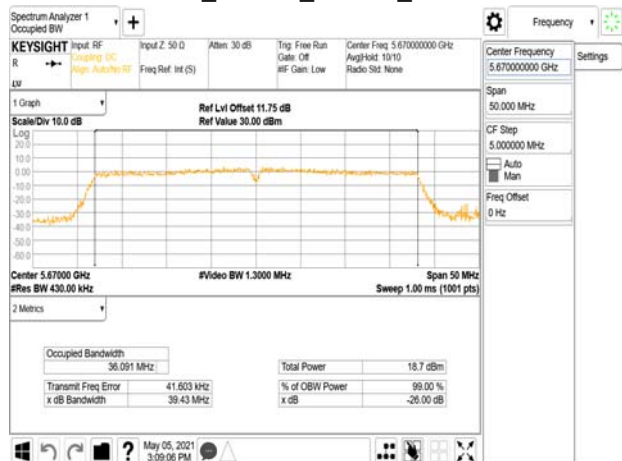 Spectrum Analyzer 1
Occupied BW
Frequency
KEYSIGHT
R
Input: RF
Coupling: DC
Align: Auto/No RF
Input Z: 50 Ω
Freq Ref: Int (S)
Atten: 30 dB
Trig: Free Run
Gate: Off
#IF Gain: Low
Center Freq: 5.670000000 GHz
Avg|Hold: 10/10
Radio Std: None
Center Frequency
5.670000000 GHz
Settings
Span
50.000 MHz
CF Step
5.000000 MHz
Auto
Man
Freq Offset
0 Hz
1 Graph
Scale/Div 10.0 dB
Ref Lvl Offset 11.75 dB
Ref Value 30.00 dBm
Log
20.0
10.0
0.00
-10.0
-20.0
-30.0
-40.0
-50.0
-60.0
Center 5.67000 GHz
#Res BW 430.00 kHz
#Video BW 1.3000 MHz
Span 50 MHz
Sweep 1.00 ms (1001 pts)
2 Metrics
Occupied Bandwidth
36.091 MHz
Total Power 18.7 dBm
Transmit Freq Error 41.603 kHz
% of OBW Power 99.00 %
x dB Bandwidth 39.43 MHz
x dB -26.00 dB
May 05, 2021
3:09:06 PM